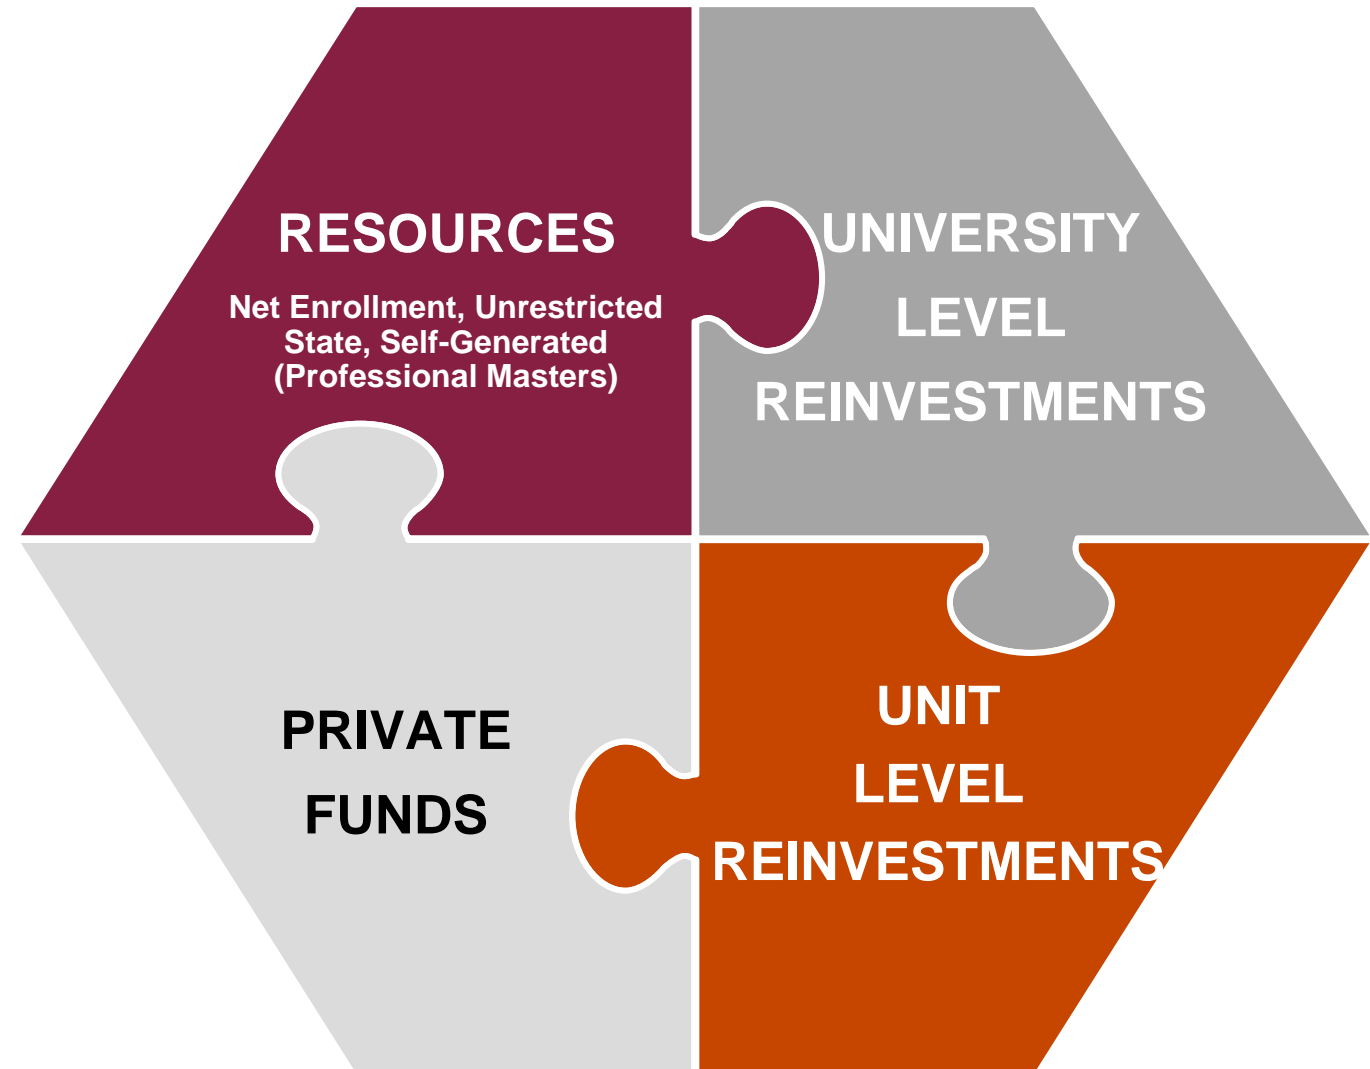 RESOURCES
Net Enrollment, Unrestricted
State, Self-Generated
(Professional Masters)
UNIVERSITY
LEVEL
REINVESTMENTS
PRIVATE
FUNDS
UNIT
LEVEL
REINVESTMENTS